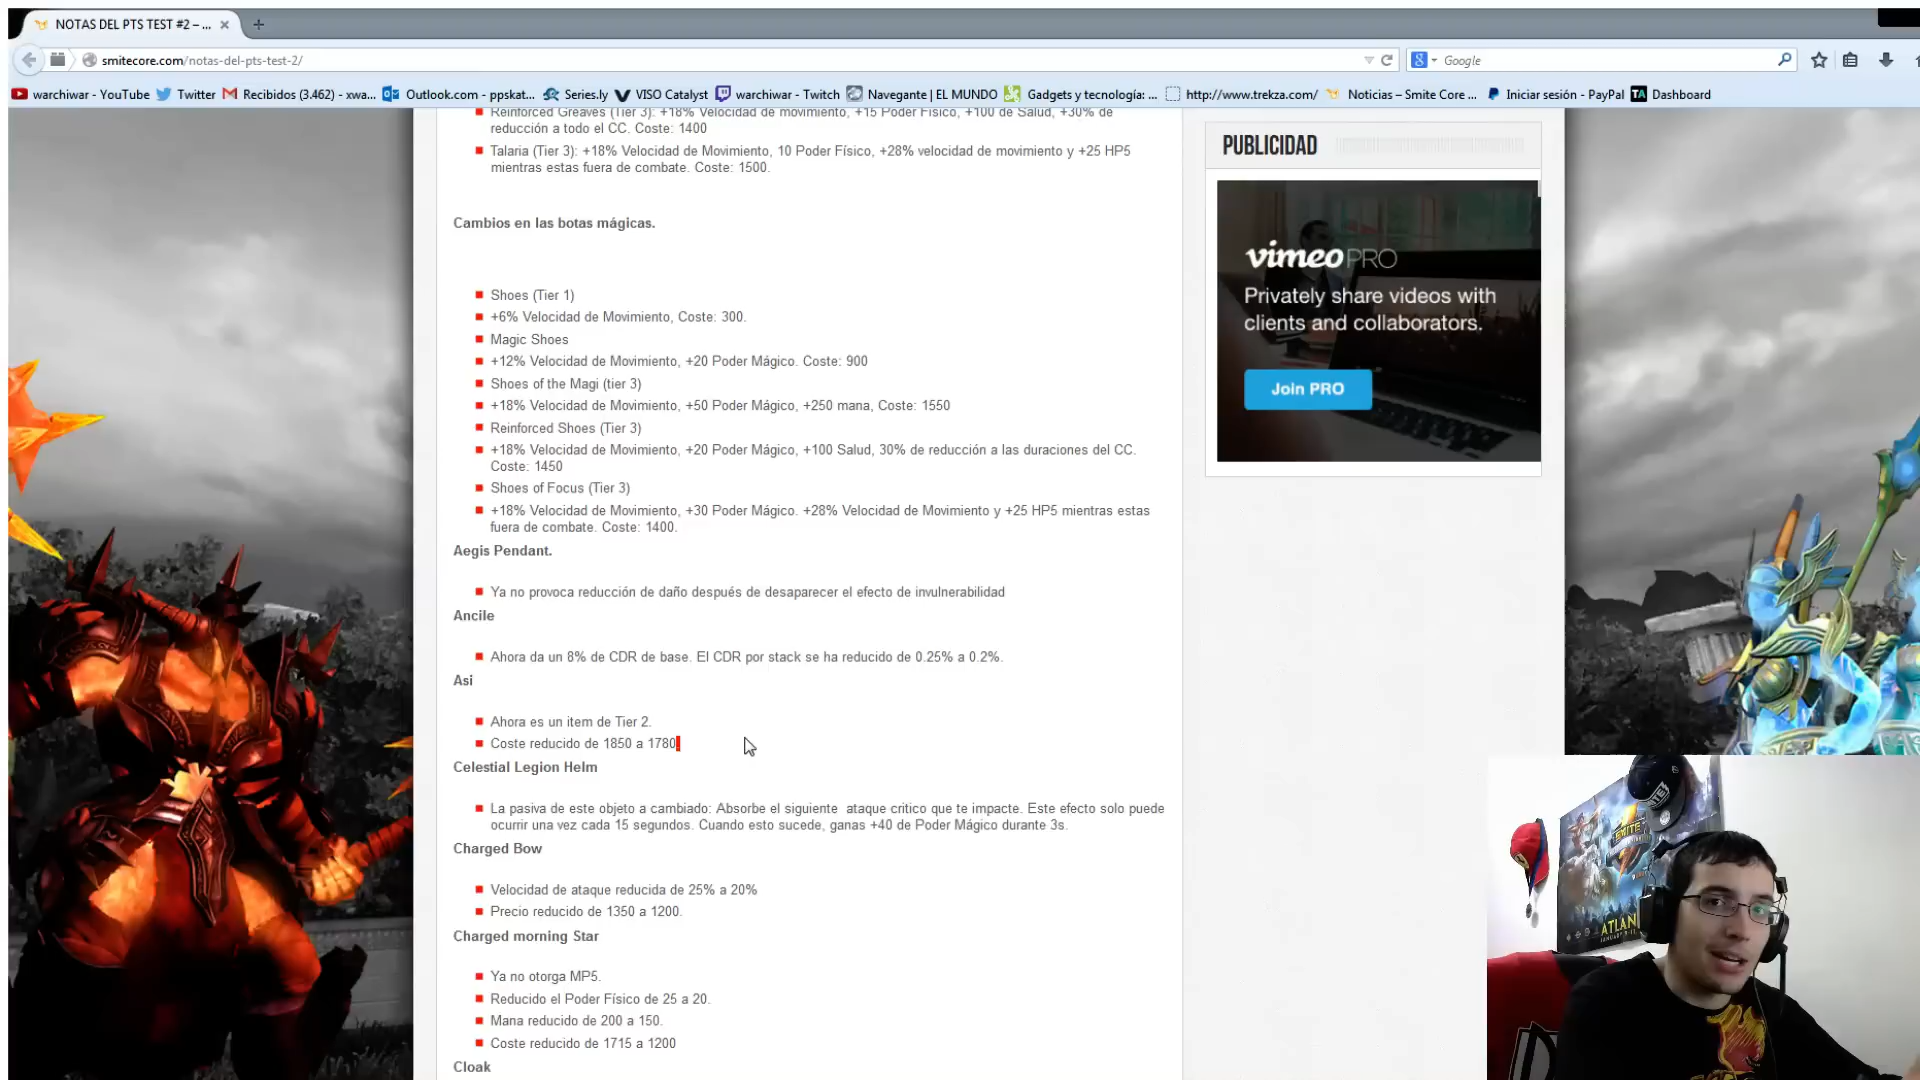 NOTAS DEL PTS TEST #2 – ...
smitecore.com/notas-del-pts-test-2/
Google
warchiwar - YouTube
Twitter
Recibidos (3.462) - xwa...
Outlook.com - ppskat...
Series.ly
VISO Catalyst
warchiwar - Twitch
Navegante | EL MUNDO
Gadgets y tecnología: ...
http://www.trekza.com/
Noticias – Smite Core ...
Iniciar sesión - PayPal
TA Dashboard
Reinforced Greaves (Tier 3): +18% Velocidad de movimiento, +15 Poder Físico, +100 de Salud, +30% de
reducción a todo el CC. Coste: 1400
Talaria (Tier 3): +18% Velocidad de Movimiento, 10 Poder Físico, +28% velocidad de movimiento y +25 HP5
mientras estas fuera de combate. Coste: 1500.
Cambios en las botas mágicas.
Shoes (Tier 1)
+6% Velocidad de Movimiento, Coste: 300.
Magic Shoes
+12% Velocidad de Movimiento, +20 Poder Mágico. Coste: 900
Shoes of the Magi (tier 3)
+18% Velocidad de Movimiento, +50 Poder Mágico, +250 mana, Coste: 1550
Reinforced Shoes (Tier 3)
+18% Velocidad de Movimiento, +20 Poder Mágico, +100 Salud, 30% de reducción a las duraciones del CC.
Coste: 1450
Shoes of Focus (Tier 3)
+18% Velocidad de Movimiento, +30 Poder Mágico. +28% Velocidad de Movimiento y +25 HP5 mientras estas
fuera de combate. Coste: 1400.
Aegis Pendant.
Ya no provoca reducción de daño después de desaparecer el efecto de invulnerabilidad
Ancile
Ahora da un 8% de CDR de base. El CDR por stack se ha reducido de 0.25% a 0.2%.
Asi
Ahora es un item de Tier 2.
Coste reducido de 1850 a 1780.
Celestial Legion Helm
La pasiva de este objeto a cambiado: Absorbe el siguiente ataque critico que te impacte. Este efecto solo puede
ocurrir una vez cada 15 segundos. Cuando esto sucede, ganas +40 de Poder Mágico durante 3s.
Charged Bow
Velocidad de ataque reducida de 25% a 20%
Precio reducido de 1350 a 1200.
Charged morning Star
Ya no otorga MP5.
Reducido el Poder Físico de 25 a 20.
Mana reducido de 200 a 150.
Coste reducido de 1715 a 1200
Cloak
PUBLICIDAD
vimeo PRO
Privately share videos with
clients and collaborators.
Join PRO
SMITE
ATLAN